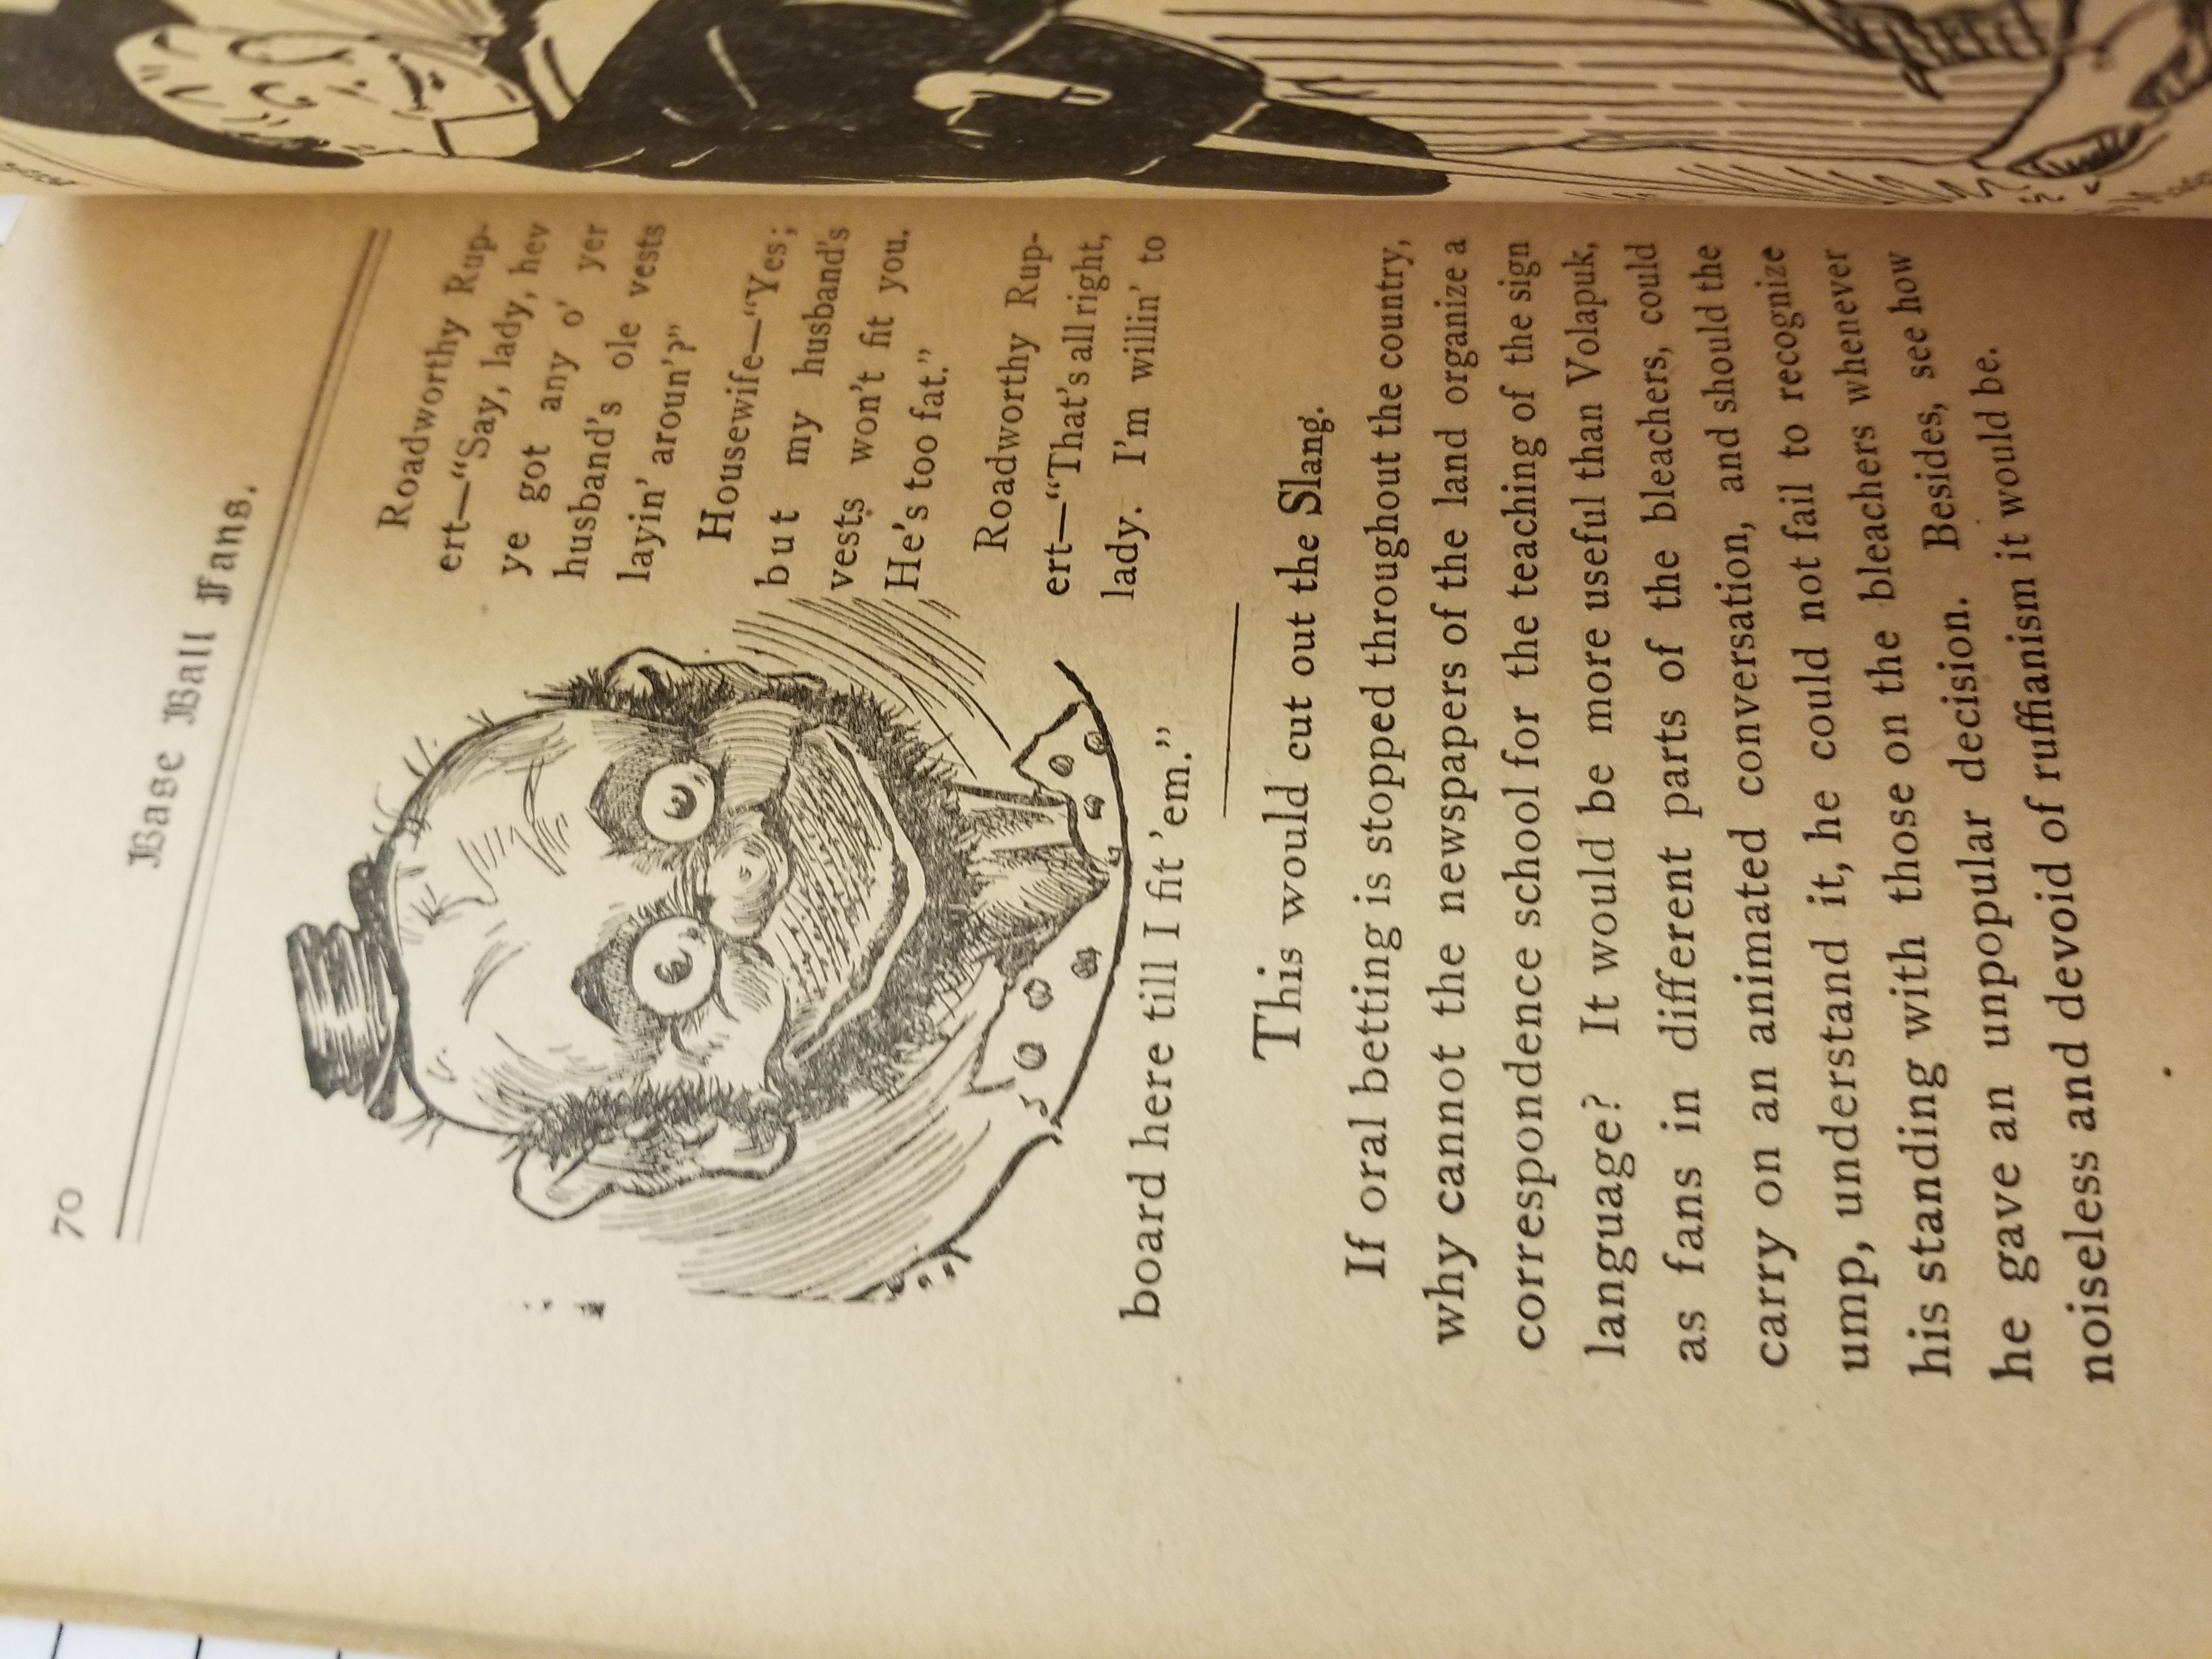 70
Base Ball Fans.
Roadworthy Rup-
ert—“Say, lady, hev
ye got any o' yer
husband's ole vests
layin' aroun'?”
Housewife—“Yes;
but my husband's
vests won't fit you.
He's too fat.”
Roadworthy Rup-
ert—“That's all right,
lady. I'm willin' to
board here till I fit 'em.”
This would cut out the Slang.
If oral betting is stopped throughout the country,
why cannot the newspapers of the land organize a
correspondence school for the teaching of the sign
language? It would be more useful than Volapuk,
as fans in different parts of the bleachers, could
carry on an animated conversation, and should the
ump, understand it, he could not fail to recognize
his standing with those on the bleachers whenever
he gave an unpopular decision. Besides, see how
noiseless and devoid of ruffianism it would be.